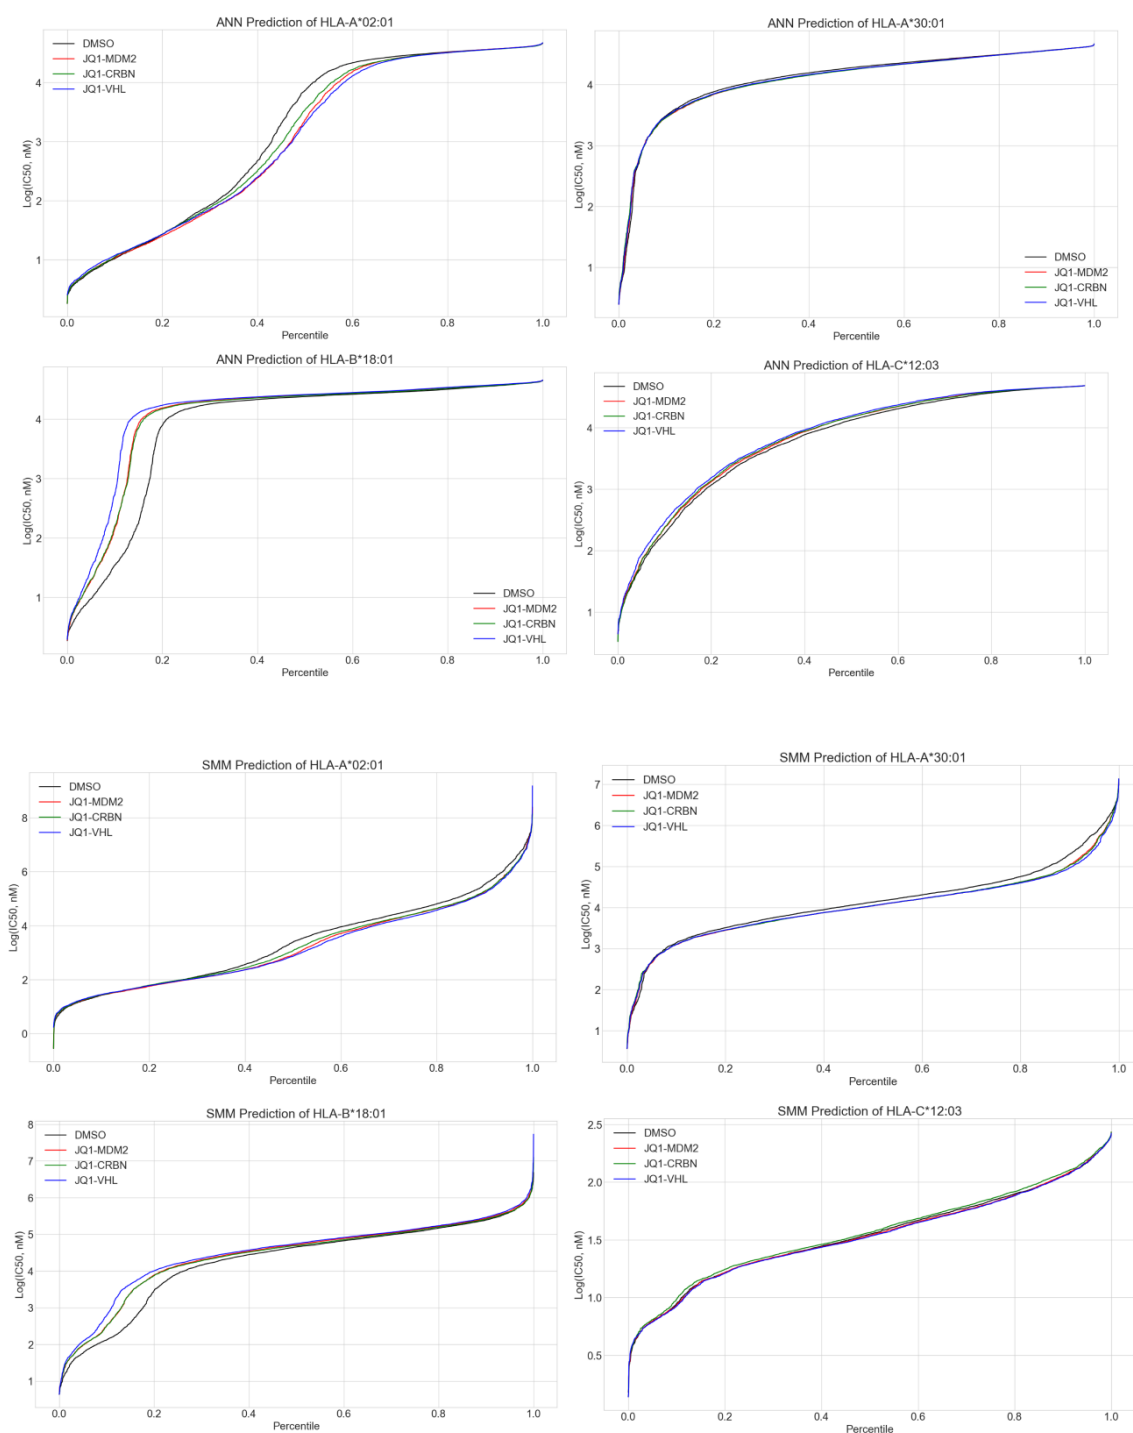 ANN Prediction of HLA-A*02:01
DMSO
JQ1-MDM2
JQ1-CRBN
JQ1-VHL
Log(IC50, nM)
4
3
2
1
0.0 0.2 0.4 0.6 0.8 1.0
Percentile
ANN Prediction of HLA-A*30:01
Log(IC50, nM)
4
3
2
1
DMSO
JQ1-MDM2
JQ1-CRBN
JQ1-VHL
0.0 0.2 0.4 0.6 0.8 1.0
Percentile
ANN Prediction of HLA-B*18:01
Log(IC50, nM)
4
3
2
1
DMSO
JQ1-MDM2
JQ1-CRBN
JQ1-VHL
0.0 0.2 0.4 0.6 0.8 1.0
Percentile
ANN Prediction of HLA-C*12:03
DMSO
JQ1-MDM2
JQ1-CRBN
JQ1-VHL
Log(IC50, nM)
4
3
2
1
0.0 0.2 0.4 0.6 0.8 1.0
Percentile
SMM Prediction of HLA-A*02:01
DMSO
JQ1-MDM2
JQ1-CRBN
JQ1-VHL
Log(IC50, nM)
8
6
4
2
0
0.0 0.2 0.4 0.6 0.8 1.0
Percentile
SMM Prediction of HLA-A*30:01
DMSO
JQ1-MDM2
JQ1-CRBN
JQ1-VHL
Log(IC50, nM)
7
6
5
4
3
2
1
0.0 0.2 0.4 0.6 0.8 1.0
Percentile
SMM Prediction of HLA-B*18:01
DMSO
JQ1-MDM2
JQ1-CRBN
JQ1-VHL
Log(IC50, nM)
8
7
6
5
4
3
2
1
0.0 0.2 0.4 0.6 0.8 1.0
Percentile
SMM Prediction of HLA-C*12:03
DMSO
JQ1-MDM2
JQ1-CRBN
JQ1-VHL
Log(IC50, nM)
2.5
2.0
1.5
1.0
0.5
0.0 0.2 0.4 0.6 0.8 1.0
Percentile